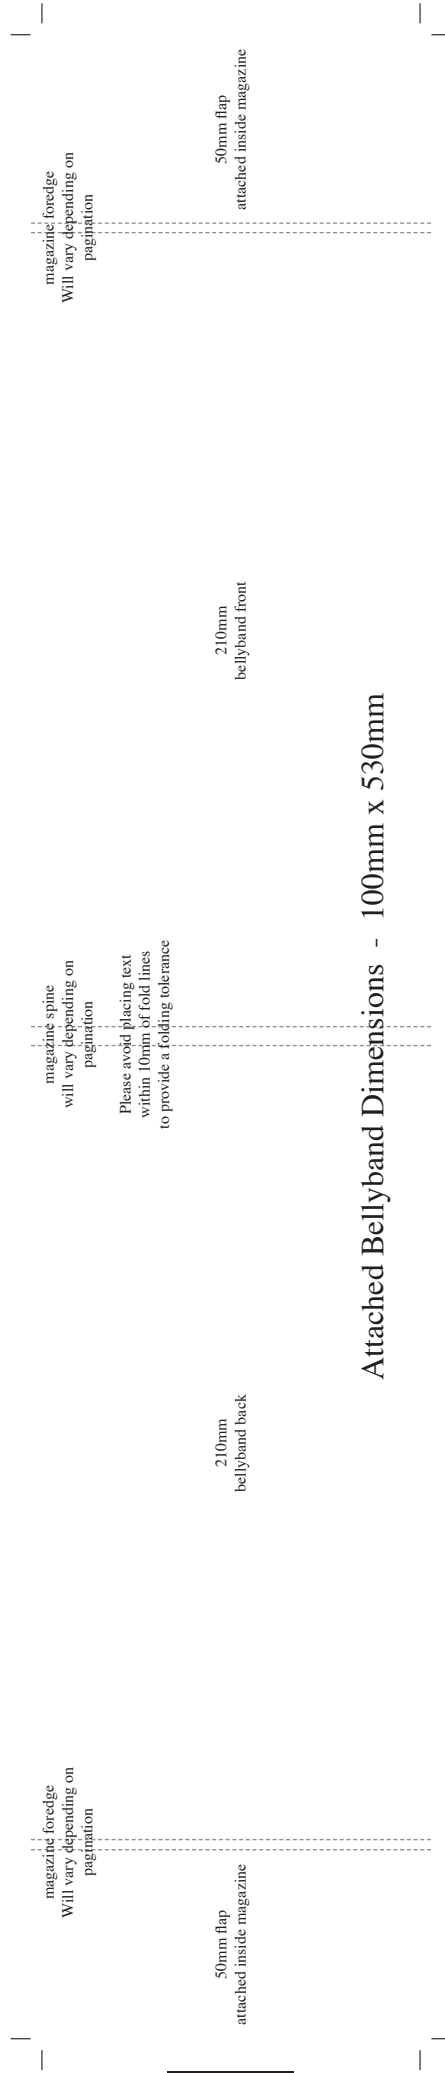 50mm flap
attached inside magazine
magazine foredge
Will vary depending on
pagination
210mm
bellyband back
magazine spine
will vary depending on
pagination
Please avoid placing text
within 10mm of fold lines
to provide a folding tolerance
210mm
bellyband front
magazine foredge
Will vary depending on
pagination
50mm flap
attached inside magazine
Attached Bellyband Dimensions - 100mm x 530mm